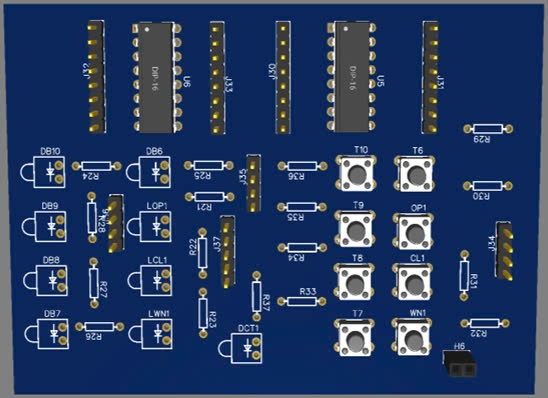 J32
DIP-16
U6
J33
J30
DIP-16
U5
J31
R29
DB10
R24
DB6
R25
J35
R36
T10
T6
R21
R30
DB9
R28
LOP1
R35
T9
OP1
R22
J37
R34
J34
DB8
R27
LCL1
T8
CL1
R31
R37
R33
DB7
R26
LWN1
R23
DCT1
T7
WN1
R32
H6